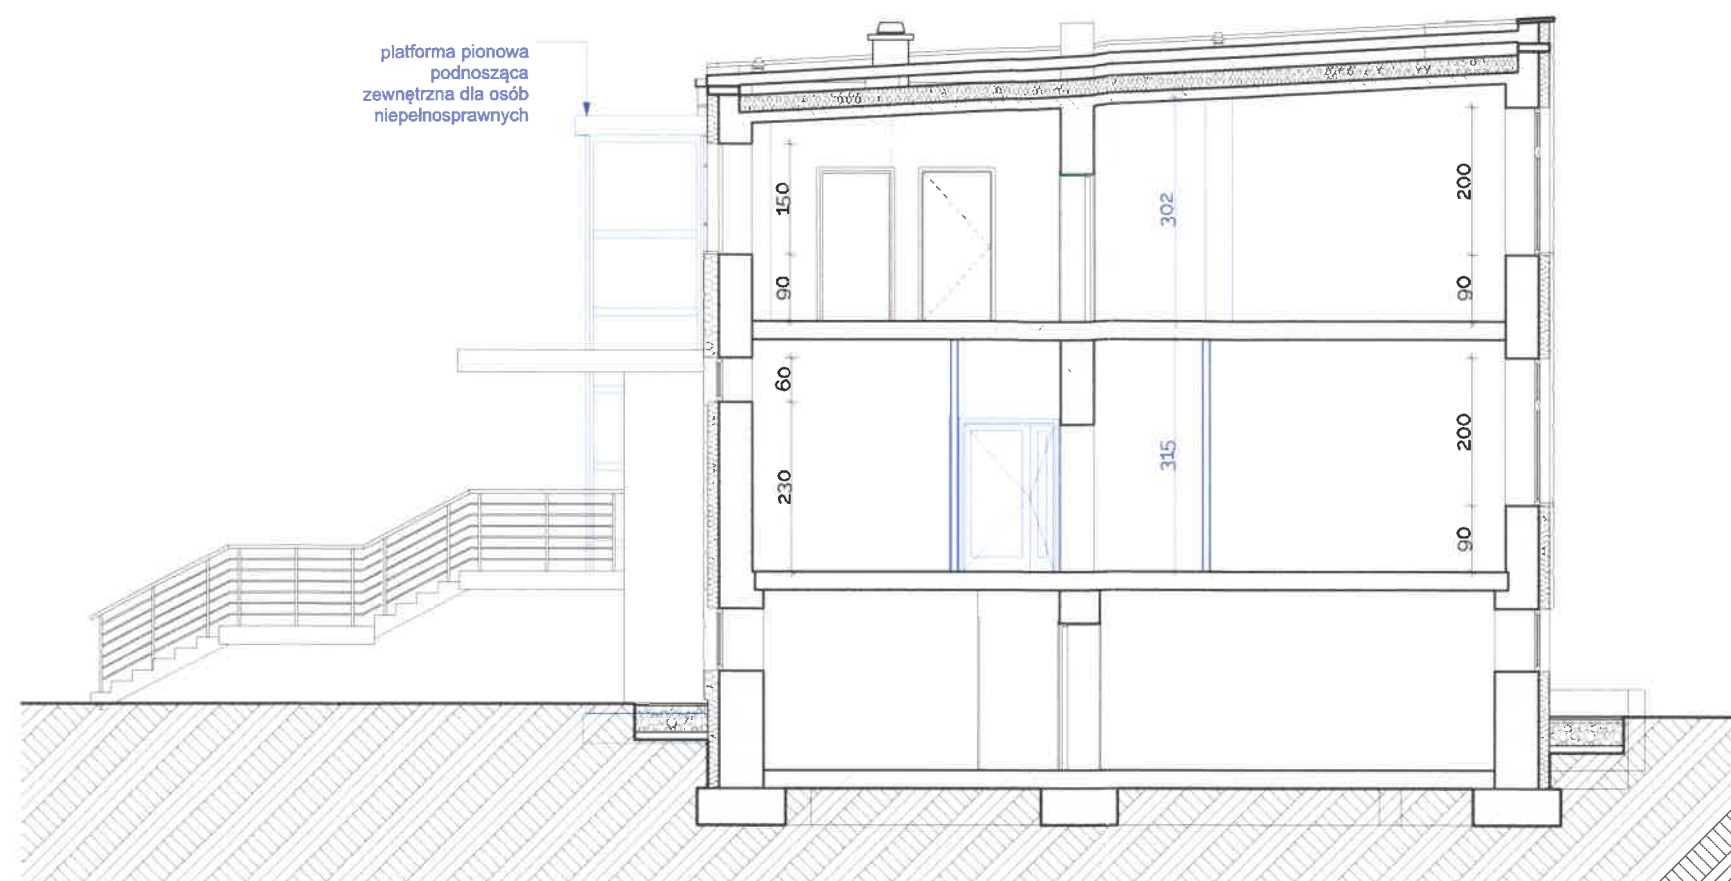 platforma pionowa
podnosząca
zewnętrzna dla osób
niepełnosprawnych
150
302
200
90
90
60
200
230
315
90